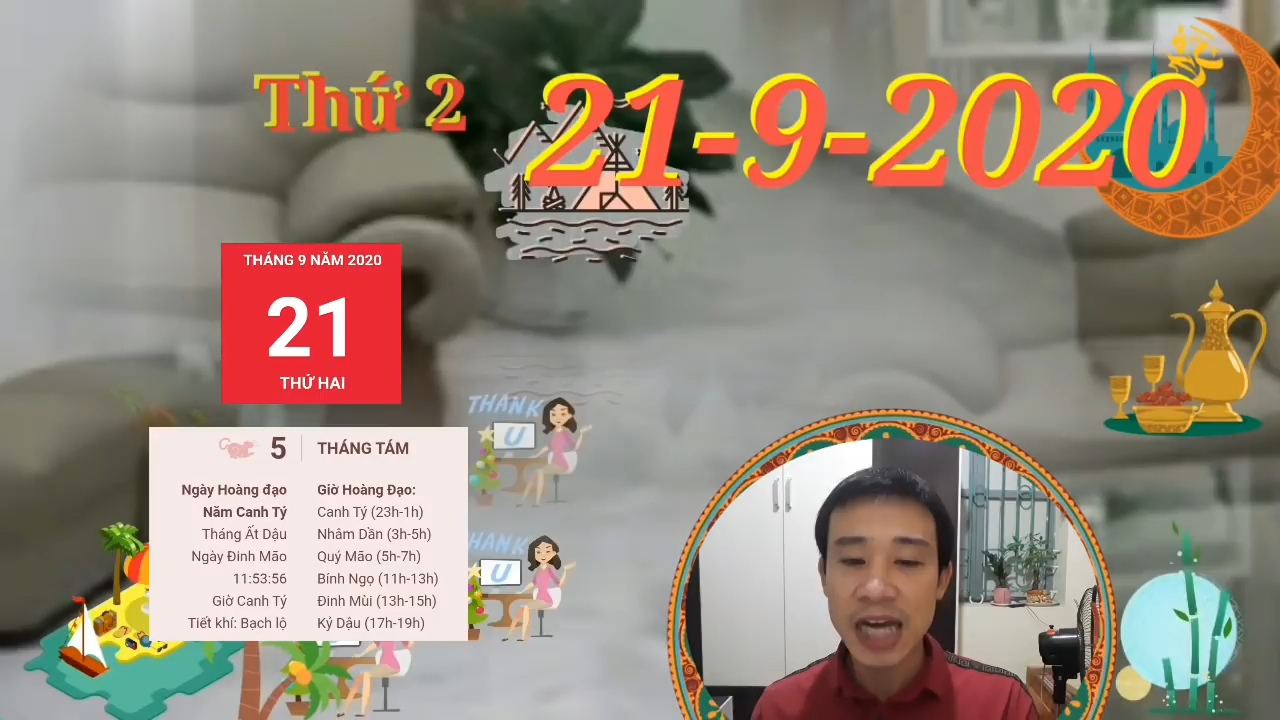 Thứ 2
21-9-2020
THÁNG 9 NĂM 2020
21
THỨ HAI
5 THÁNG TÁM
Ngày Hoàng đạo
Năm Canh Tý
Tháng Ất Dậu
Ngày Đinh Mão
11:53:56
Giờ Canh Tý
Tiết khí: Bạch lộ
Giờ Hoàng Đạo:
Canh Tý (23h-1h)
Nhâm Dần (3h-5h)
Quý Mão (5h-7h)
Bính Ngọ (11h-13h)
Đinh Mùi (13h-15h)
Kỷ Dậu (17h-19h)
THANK
U
HANK
U